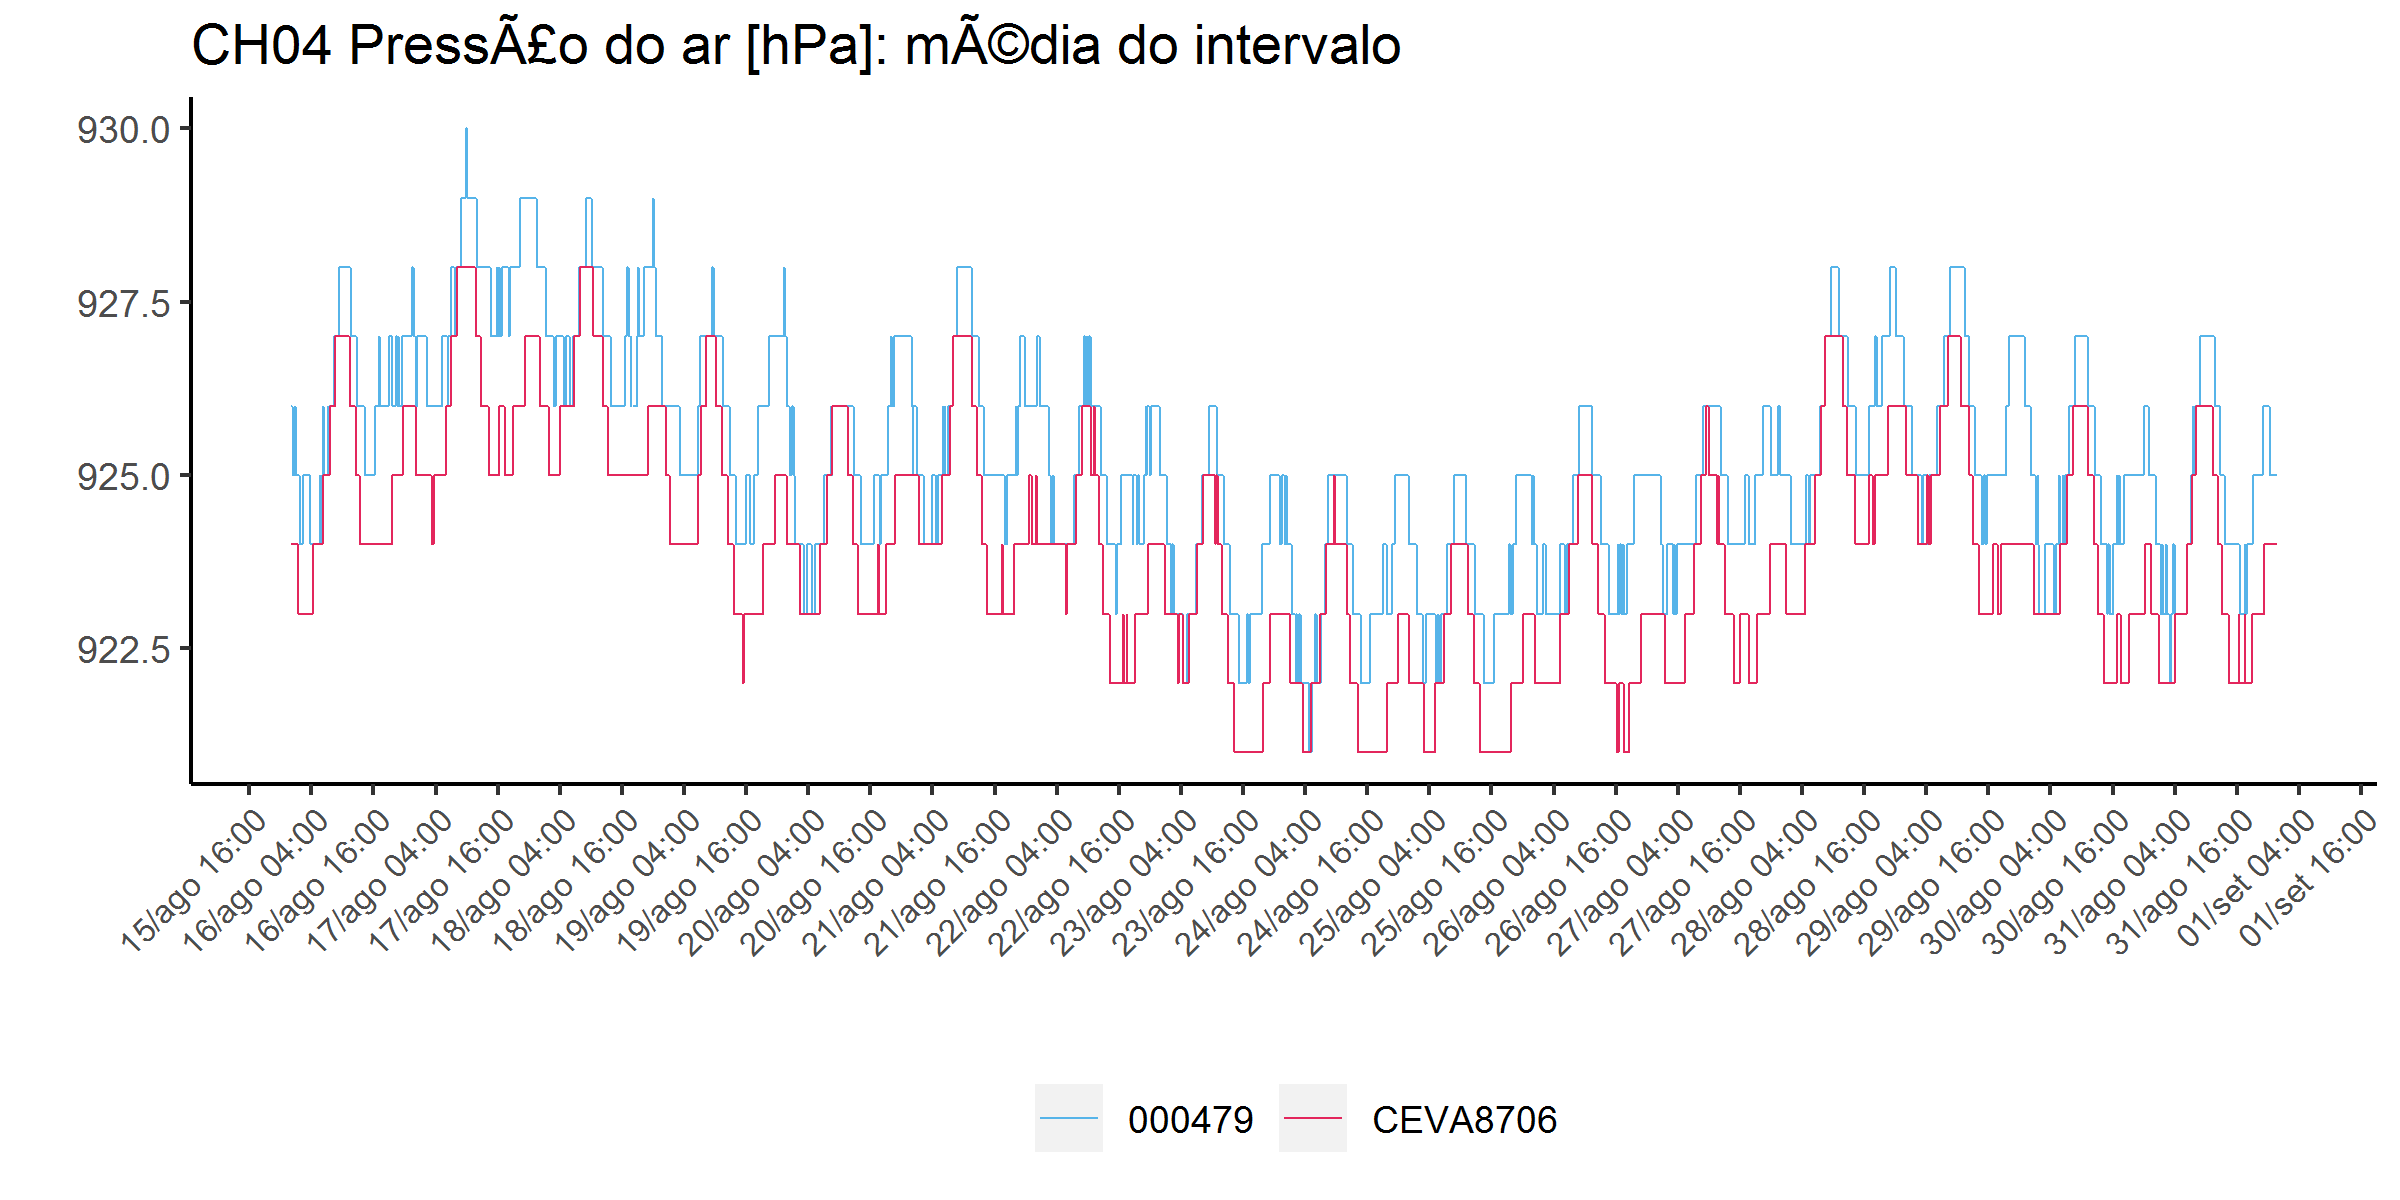 CH04 PressÃ£o do ar [hPa]: mÃ©dia do intervalo
930.0
927.5
925.0
922.5
15/ago 16:00
16/ago 04:00
16/ago 16:00
17/ago 04:00
17/ago 16:00
18/ago 04:00
18/ago 16:00
19/ago 04:00
19/ago 16:00
20/ago 04:00
20/ago 16:00
21/ago 04:00
21/ago 16:00
22/ago 04:00
22/ago 16:00
23/ago 04:00
23/ago 16:00
24/ago 04:00
24/ago 16:00
25/ago 04:00
25/ago 16:00
26/ago 04:00
26/ago 16:00
27/ago 04:00
27/ago 16:00
28/ago 04:00
28/ago 16:00
29/ago 04:00
29/ago 16:00
30/ago 04:00
30/ago 16:00
31/ago 04:00
31/ago 16:00
01/set 04:00
01/set 16:00
000479
CEVA8706